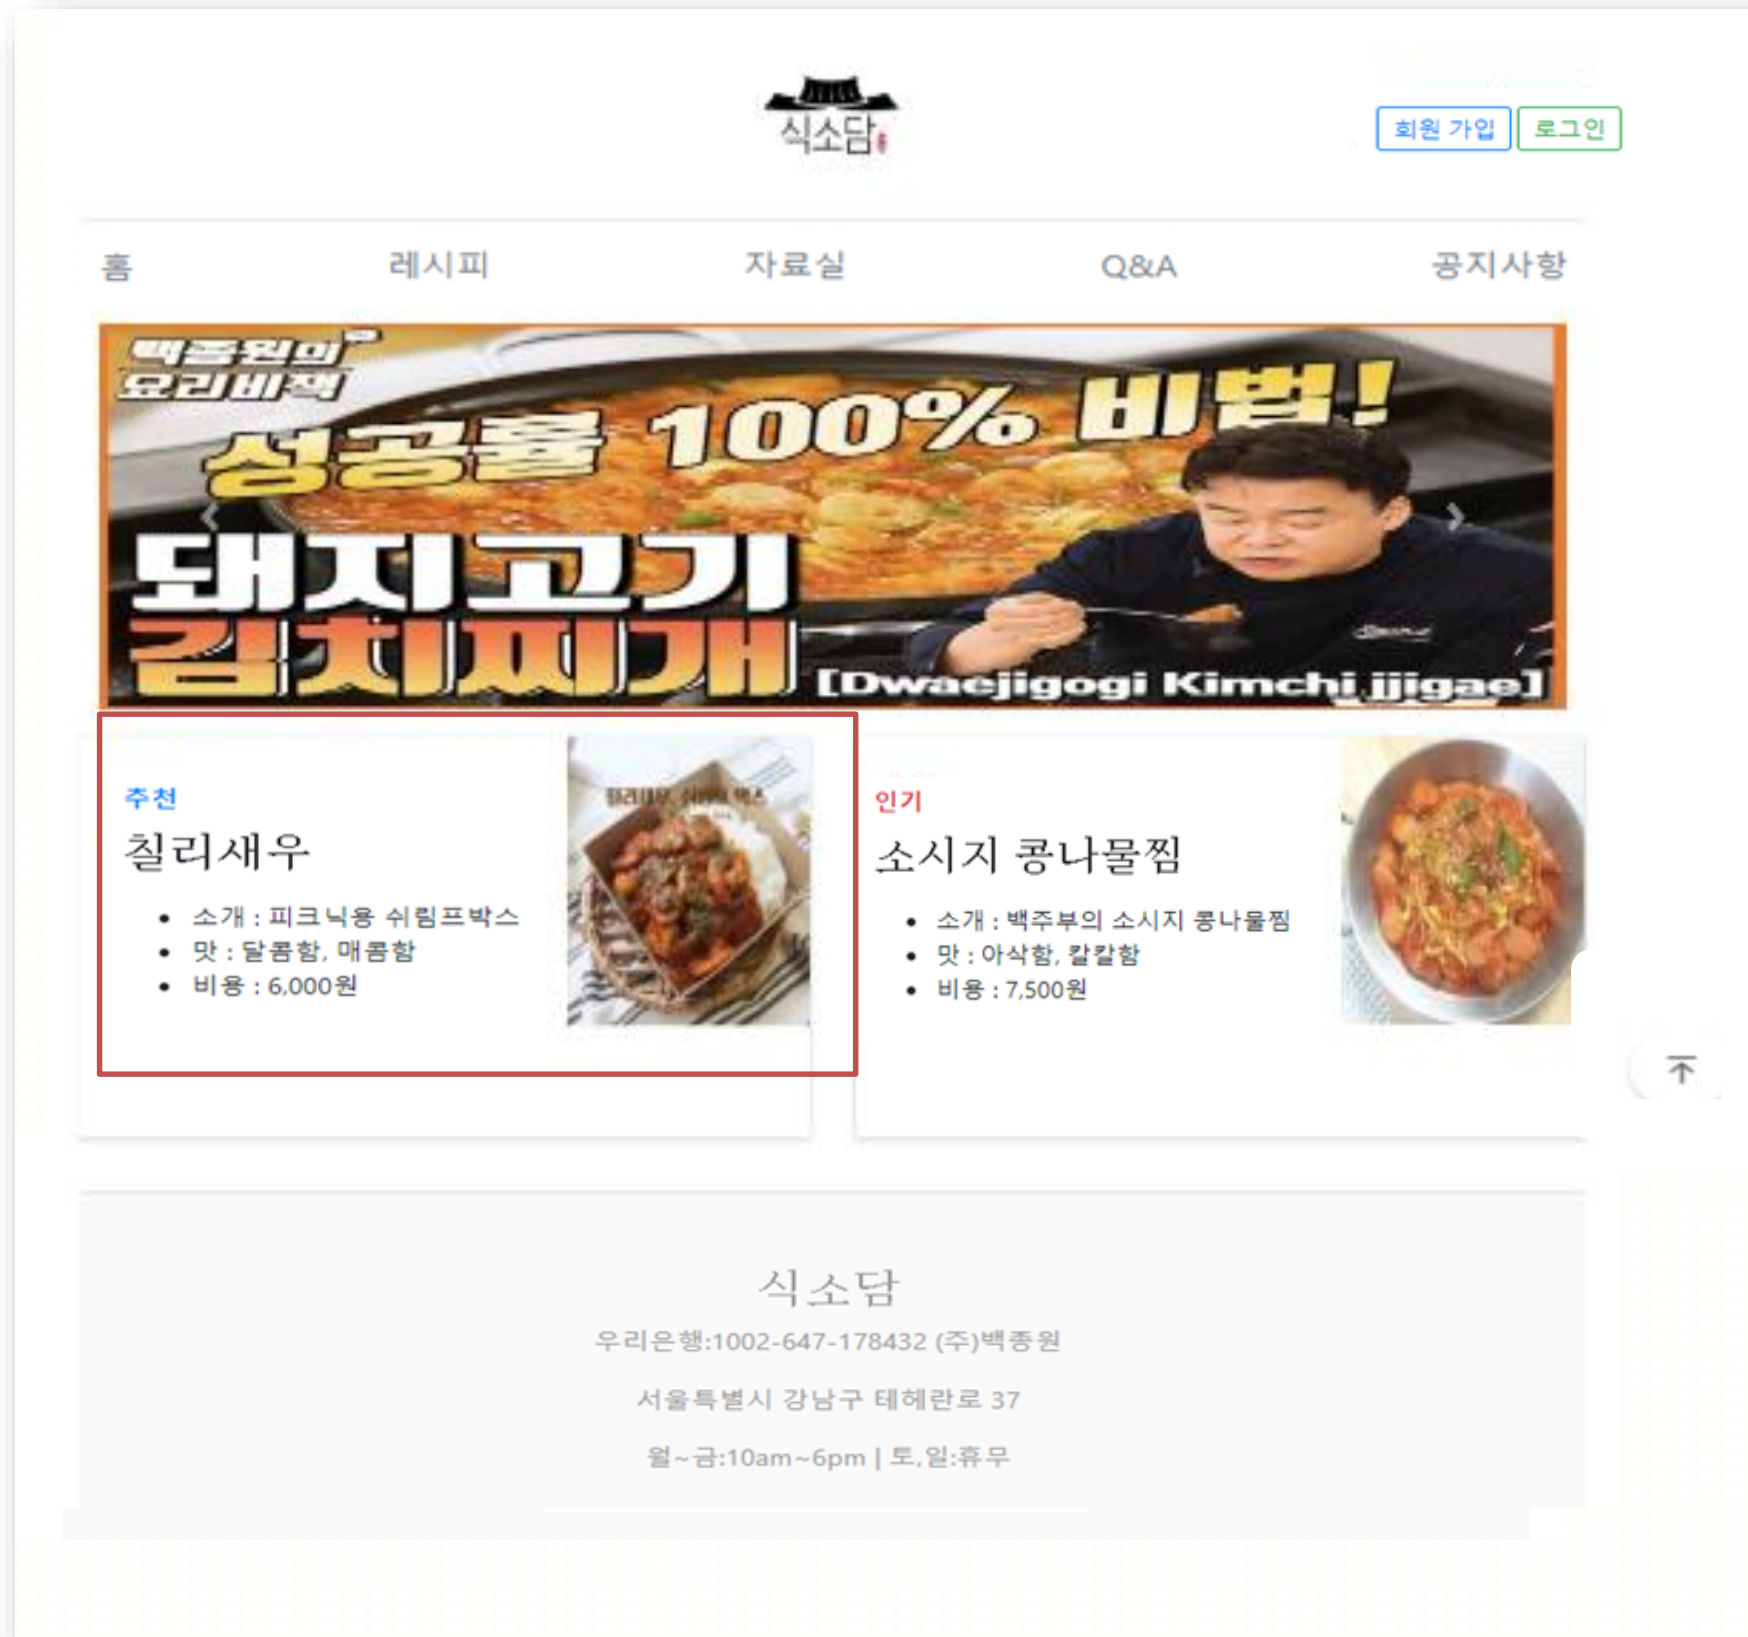 식소담
회원 가입 로그인
홈 레시피 자료실 Q&A 공지사항
백종원의
요리비책
성공률 100% 비법!
돼지고기
김치찌개
[Dwaejigogi Kimchi jjigae]
추천
칠리새우
소개 : 피크닉용 쉬림프박스
맛 : 달콤함, 매콤함
비용 : 6,000원
인기
소시지 콩나물찜
소개 : 백주부의 소시지 콩나물찜
맛 : 아삭함, 칼칼함
비용 : 7,500원
식소담
우리은행:1002-647-178432 (주)백종원
서울특별시 강남구 테헤란로 37
월~금:10am~6pm | 토,일:휴무